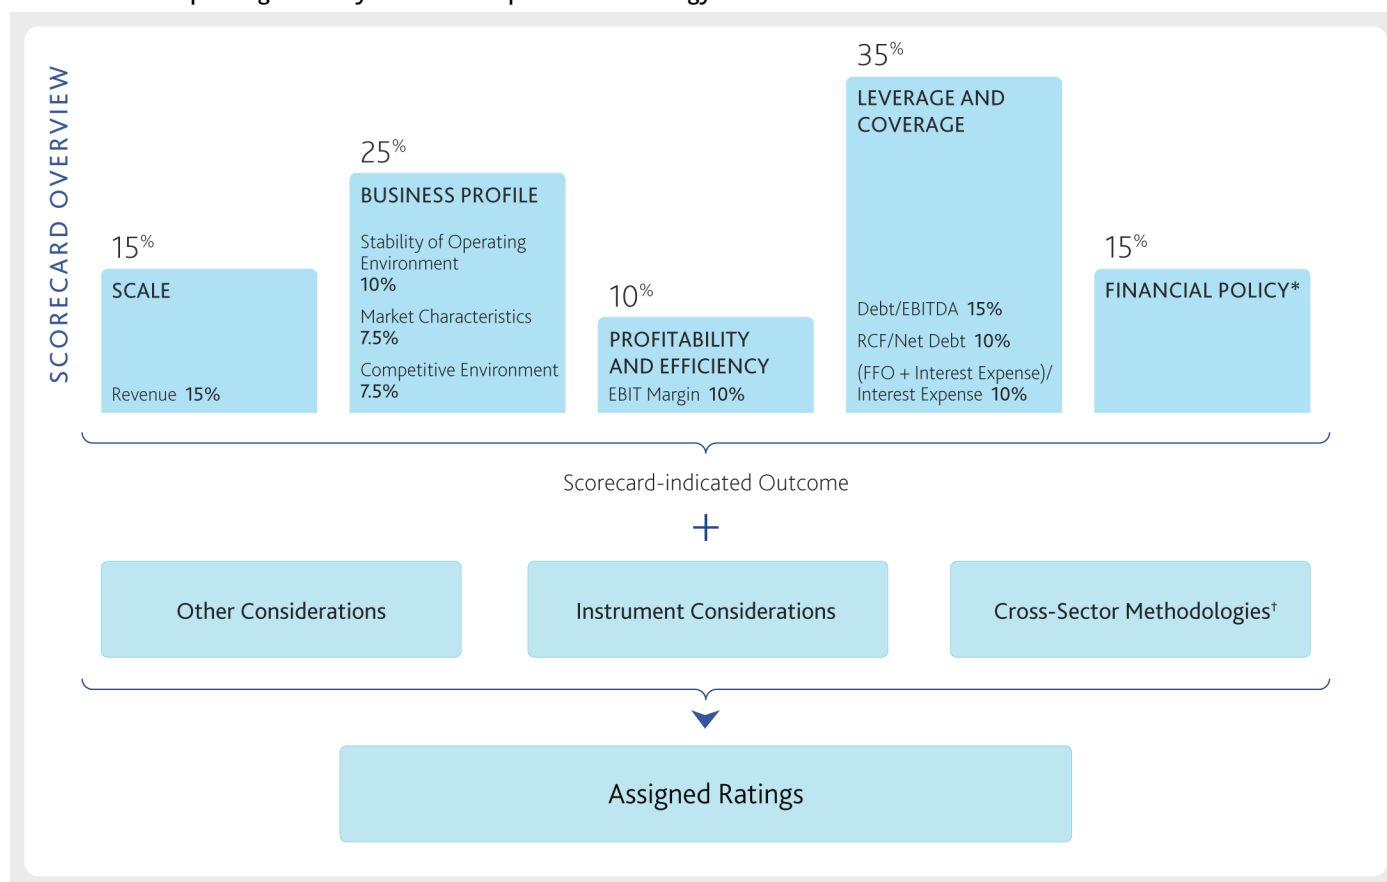 SCORECARD OVERVIEW
15%
SCALE
Revenue 15%
25%
BUSINESS PROFILE
Stability of Operating
Environment
10%
Market Characteristics
7.5%
Competitive Environment
7.5%
10%
PROFITABILITY
AND EFFICIENCY
EBIT Margin 10%
35%
LEVERAGE AND
COVERAGE
Debt/EBITDA 15%
RCF/Net Debt 10%
(FFO + Interest Expense)/
Interest Expense 10%
15%
FINANCIAL POLICY*
Scorecard-indicated Outcome
+
Other Considerations
Instrument Considerations
Cross-Sector Methodologies†
Assigned Ratings